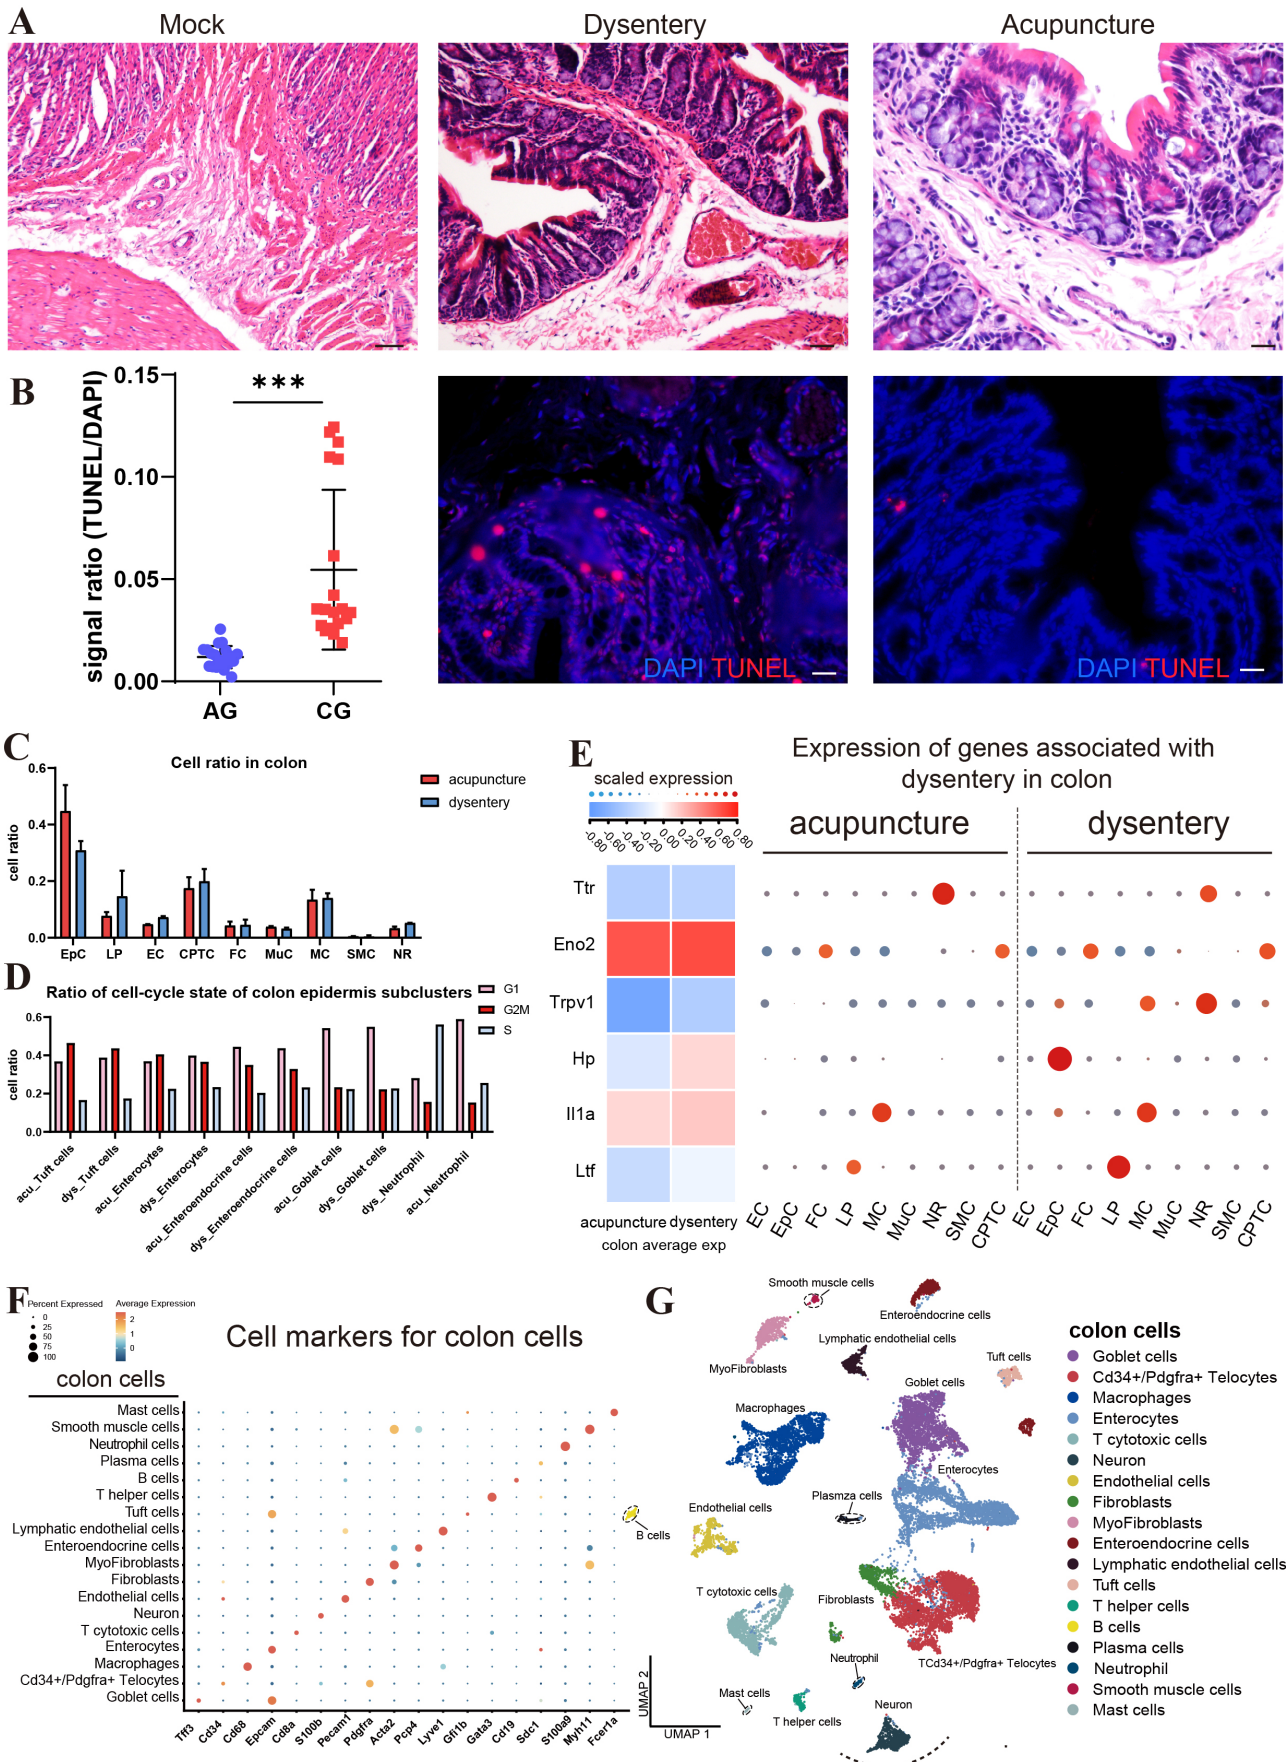 A
Mock
Dysentery
Acupuncture
B
signal ratio (TUNEL/DAPI)
0.15
0.10
0.05
0.00
***
AG
CG
DAPI TUNEL
DAPI TUNEL
C
Cell ratio in colon
cell ratio
0.6
0.4
0.2
0.0
EpC LP EC CPTC FC MuC MC SMC NR
acupuncture
dysentery
D
Ratio of cell-cycle state of colon epidermis subclusters
G1
G2M
S
cell ratio
0.6
0.4
0.2
0.0
acu_Tuft cells
dys_Tuft cells
acu_Enterocytes
dys_Enterocytes
acu_Enteroendocrine cells
dys_Enteroendocrine cells
acu_Goblet cells
dys_Goblet cells
dys_Neutrophil
acu_Neutrophil
E
Expression of genes associated with
dysentery in colon
scaled expression
-0.80 -0.60 -0.40 -0.20 0.00 0.20 0.40 0.60 0.80
acupuncture
dysentery
Ttr
Eno2
Trpv1
Hp
Il1a
Ltf
acupuncture dysentery
colon average exp
EC EpC FC LP MC MuC NR SMC CPTC EC EpC FC LP MC MuC NR SMC CPTC
F
Percent Expressed
0
25
50
75
100
Average Expression
2
1
0
Cell markers for colon cells
colon cells
Mast cells
Smooth muscle cells
Neutrophil cells
Plasma cells
B cells
T helper cells
Tuft cells
Lymphatic endothelial cells
Enteroendocrine cells
MyoFibroblasts
Fibroblasts
Endothelial cells
Neuron
T cytotoxic cells
Enterocytes
Macrophages
Cd34+/Pdgfra+ Telocytes
Goblet cells
Tff3 Cd34 Cd68 Epcam Cd8a S100b Pecam1 Pdgfra Acta2 Pcp4 Lyve1 Gfi1b Gata3 Cd19 Sdc1 S100a9 Myh11 Fcer1a
G
Smooth muscle cells
Enteroendocrine cells
MyoFibroblasts
Lymphatic endothelial cells
Tuft cells
Goblet cells
Macrophages
Enterocytes
Plasmza cells
Endothelial cells
B cells
T cytotoxic cells
Fibroblasts
TCd34+/Pdgfra+ Telocytes
Neutrophil
Mast cells
T helper cells
Neuron
UMAP 2
UMAP 1
colon cells
Goblet cells
Cd34+/Pdgfra+ Telocytes
Macrophages
Enterocytes
T cytotoxic cells
Neuron
Endothelial cells
Fibroblasts
MyoFibroblasts
Enteroendocrine cells
Lymphatic endothelial cells
Tuft cells
T helper cells
B cells
Plasma cells
Neutrophil
Smooth muscle cells
Mast cells